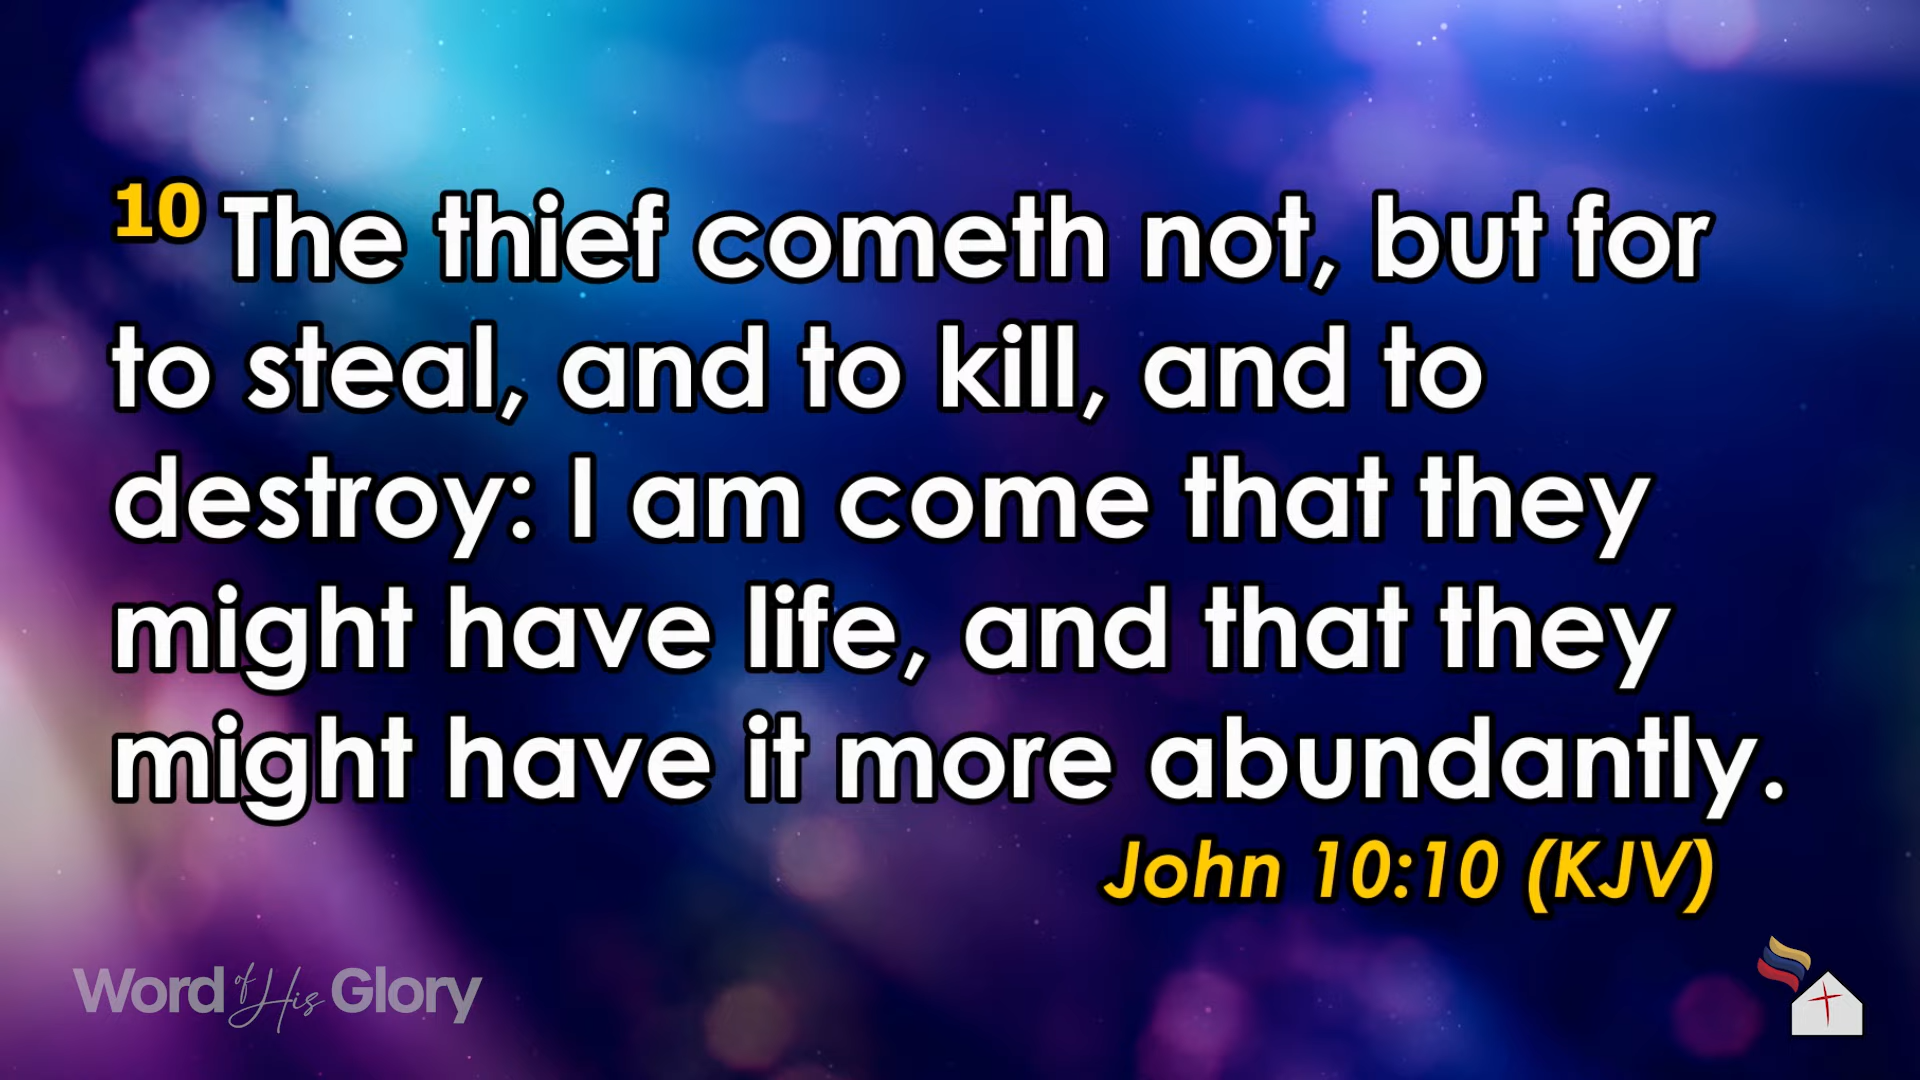 10 The thief cometh not, but for
to steal, and to kill, and to
destroy: I am come that they
might have life, and that they
might have it more abundantly.
John 10:10 (KJV)
Word of His Glory